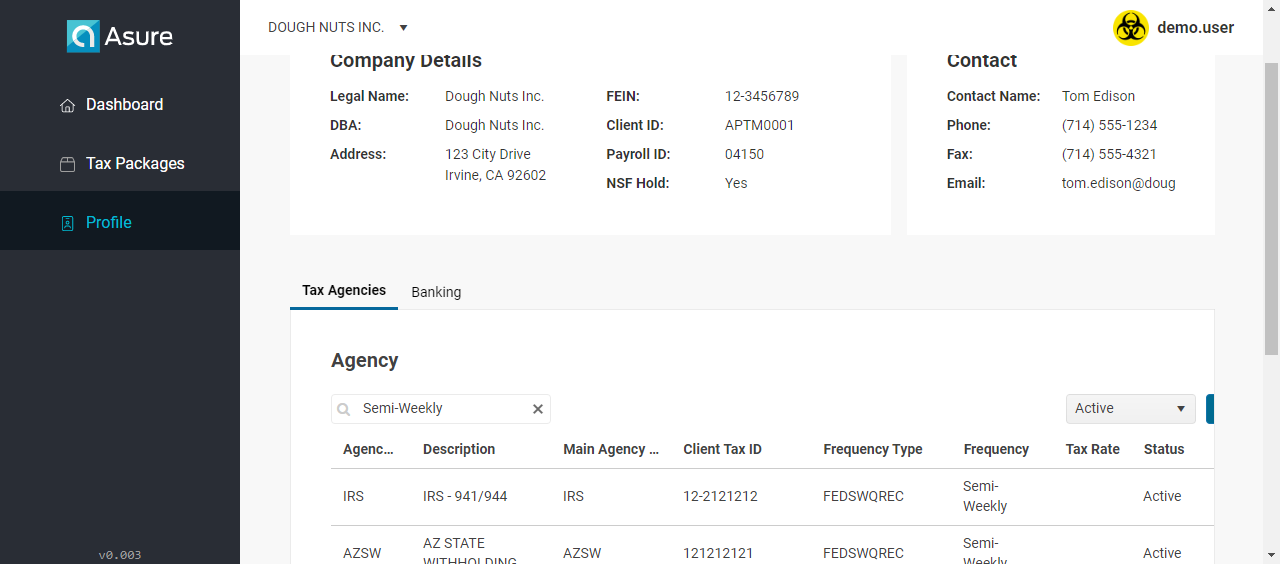 Asure
DOUGH NUTS INC.
demo.user
Dashboard
Tax Packages
Profile
v0.003
Company Details
Legal Name: Dough Nuts Inc. FEIN: 12-3456789
DBA: Dough Nuts Inc. Client ID: APTM0001
Address: 123 City Drive Payroll ID: 04150
Irvine, CA 92602
NSF Hold: Yes
Contact
Contact Name: Tom Edison
Phone: (714) 555-1234
Fax: (714) 555-4321
Email: tom.edison@doug
Tax Agencies Banking
Agency
Semi-Weekly Active
Agenc... Description Main Agency ... Client Tax ID Frequency Type Frequency Tax Rate Status
IRS IRS - 941/944 IRS 12-2121212 FEDSWQREC Semi-
Weekly Active
AZSW AZ STATE
WITHHOLDING AZSW 121212121 FEDSWQREC Semi-
Weekly Active